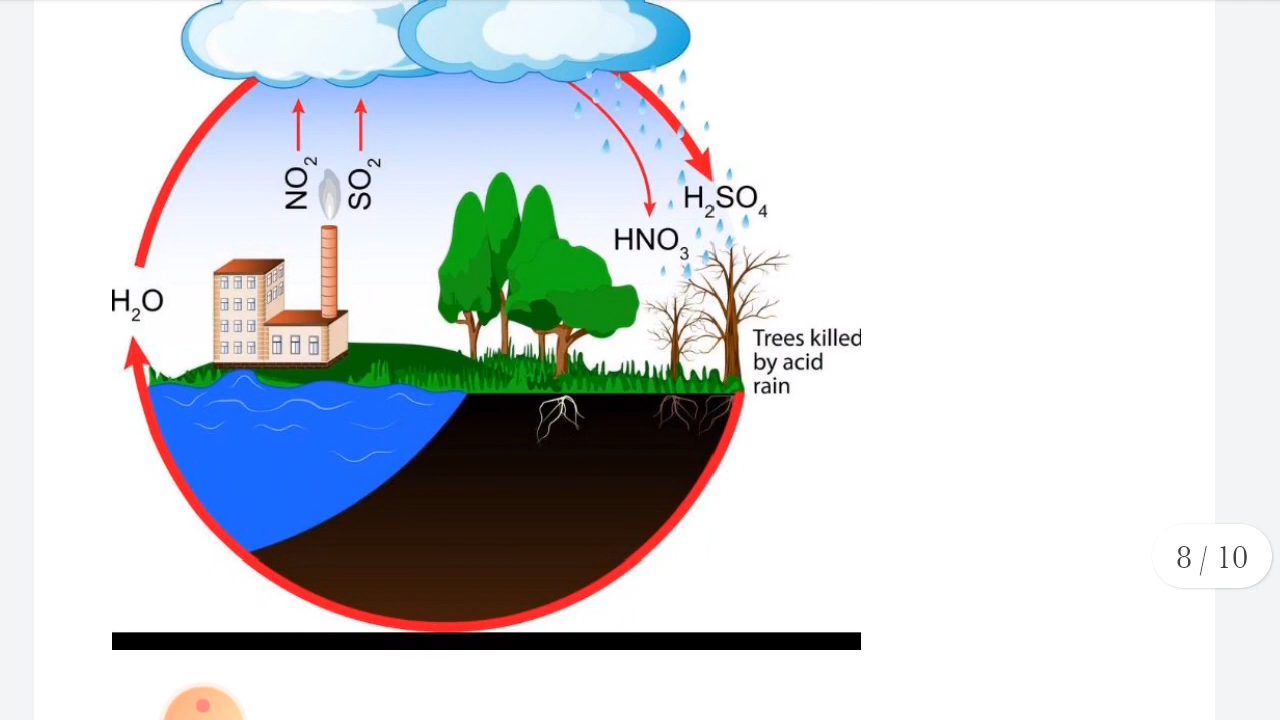 NO₂
SO₂
H₂SO₄
HNO₃
H₂O
Trees killed
by acid
rain
8 / 10